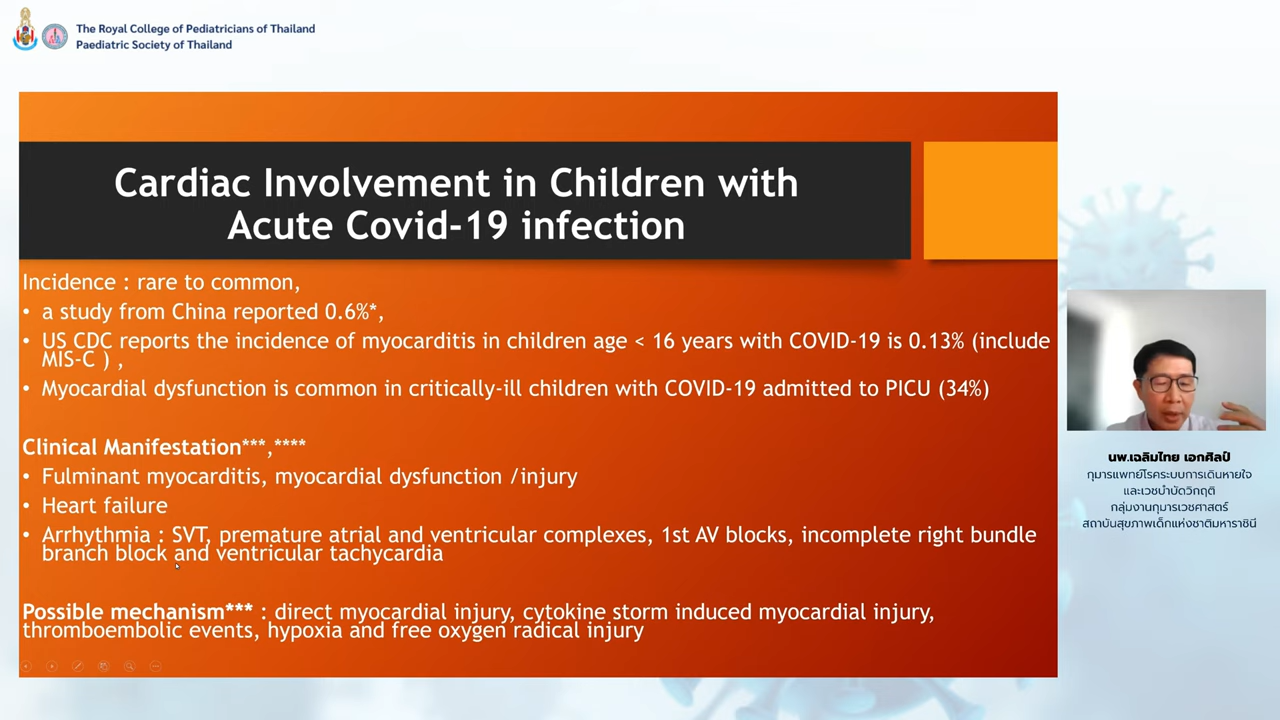 The Royal College of Pediatricians of Thailand
Paediatric Society of Thailand
Cardiac Involvement in Children with
Acute Covid-19 infection
Incidence : rare to common,
• a study from China reported 0.6%*,
• US CDC reports the incidence of myocarditis in children age < 16 years with COVID-19 is 0.13% (include
MIS-C ) ,
• Myocardial dysfunction is common in critically-ill children with COVID-19 admitted to PICU (34%)
Clinical Manifestation***,****
• Fulminant myocarditis, myocardial dysfunction /injury
• Heart failure
• Arrhythmia : SVT, premature atrial and ventricular complexes, 1st AV blocks, incomplete right bundle
branch block and ventricular tachycardia
Possible mechanism*** : direct myocardial injury, cytokine storm induced myocardial injury,
thromboembolic events, hypoxia and free oxygen radical injury
นพ.เฉลิมไทย เอกศิลป์
กุมารแพทย์โรคระบบการเดินหายใจ
และเวชบำบัดวิกฤติ
กลุ่มงานกุมารเวชศาสตร์
สถาบันสุขภาพเด็กแห่งชาติมหาราชินี